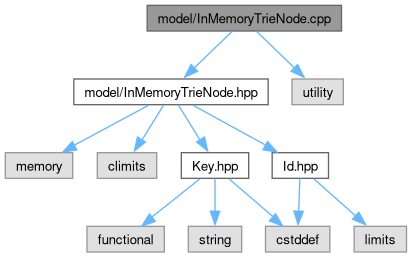 model/InMemoryTrieNode.cpp
model/InMemoryTrieNode.hpp
utility
memory
climits
Key.hpp
Id.hpp
functional
string
cstddef
limits